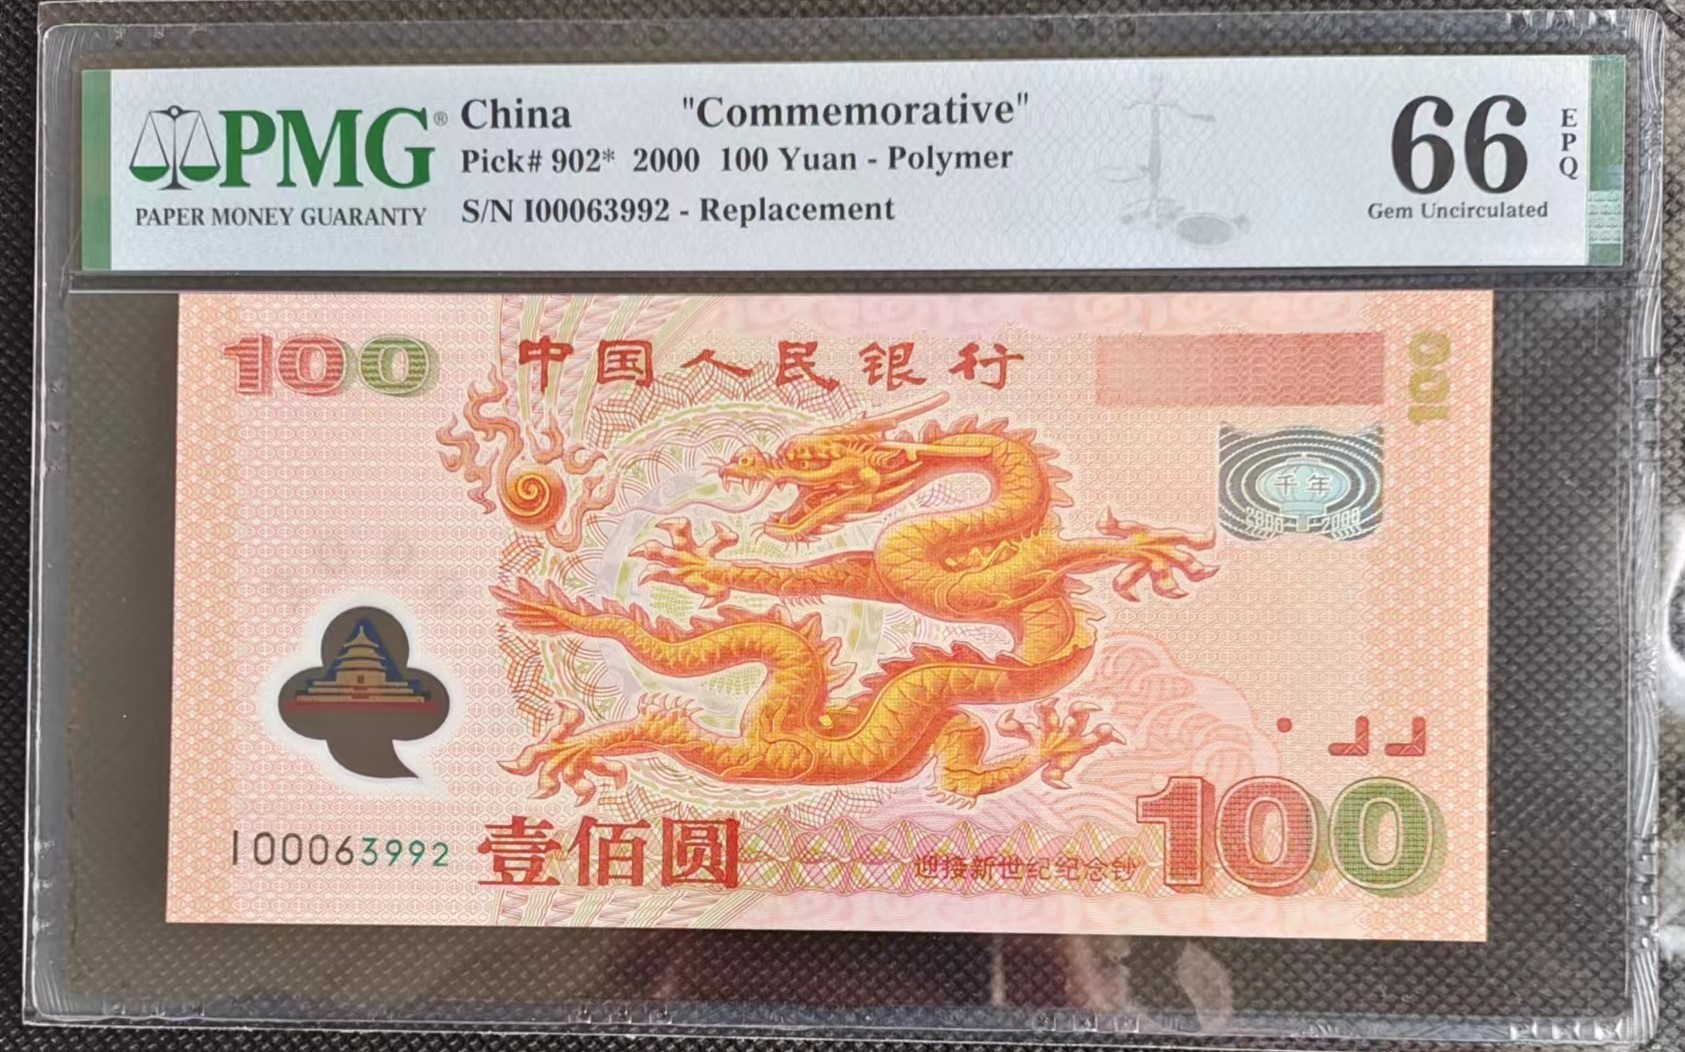 PMG® China "Commemorative" 66 EPQ
Pick# 902* 2000 100 Yuan - Polymer
PAPER MONEY GUARANTY S/N I00063992 - Replacement Gem Uncirculated
100 中国人民银行 100
千年
2000 2000
I00063992 壹佰圆 迎接新世纪纪念钞 100